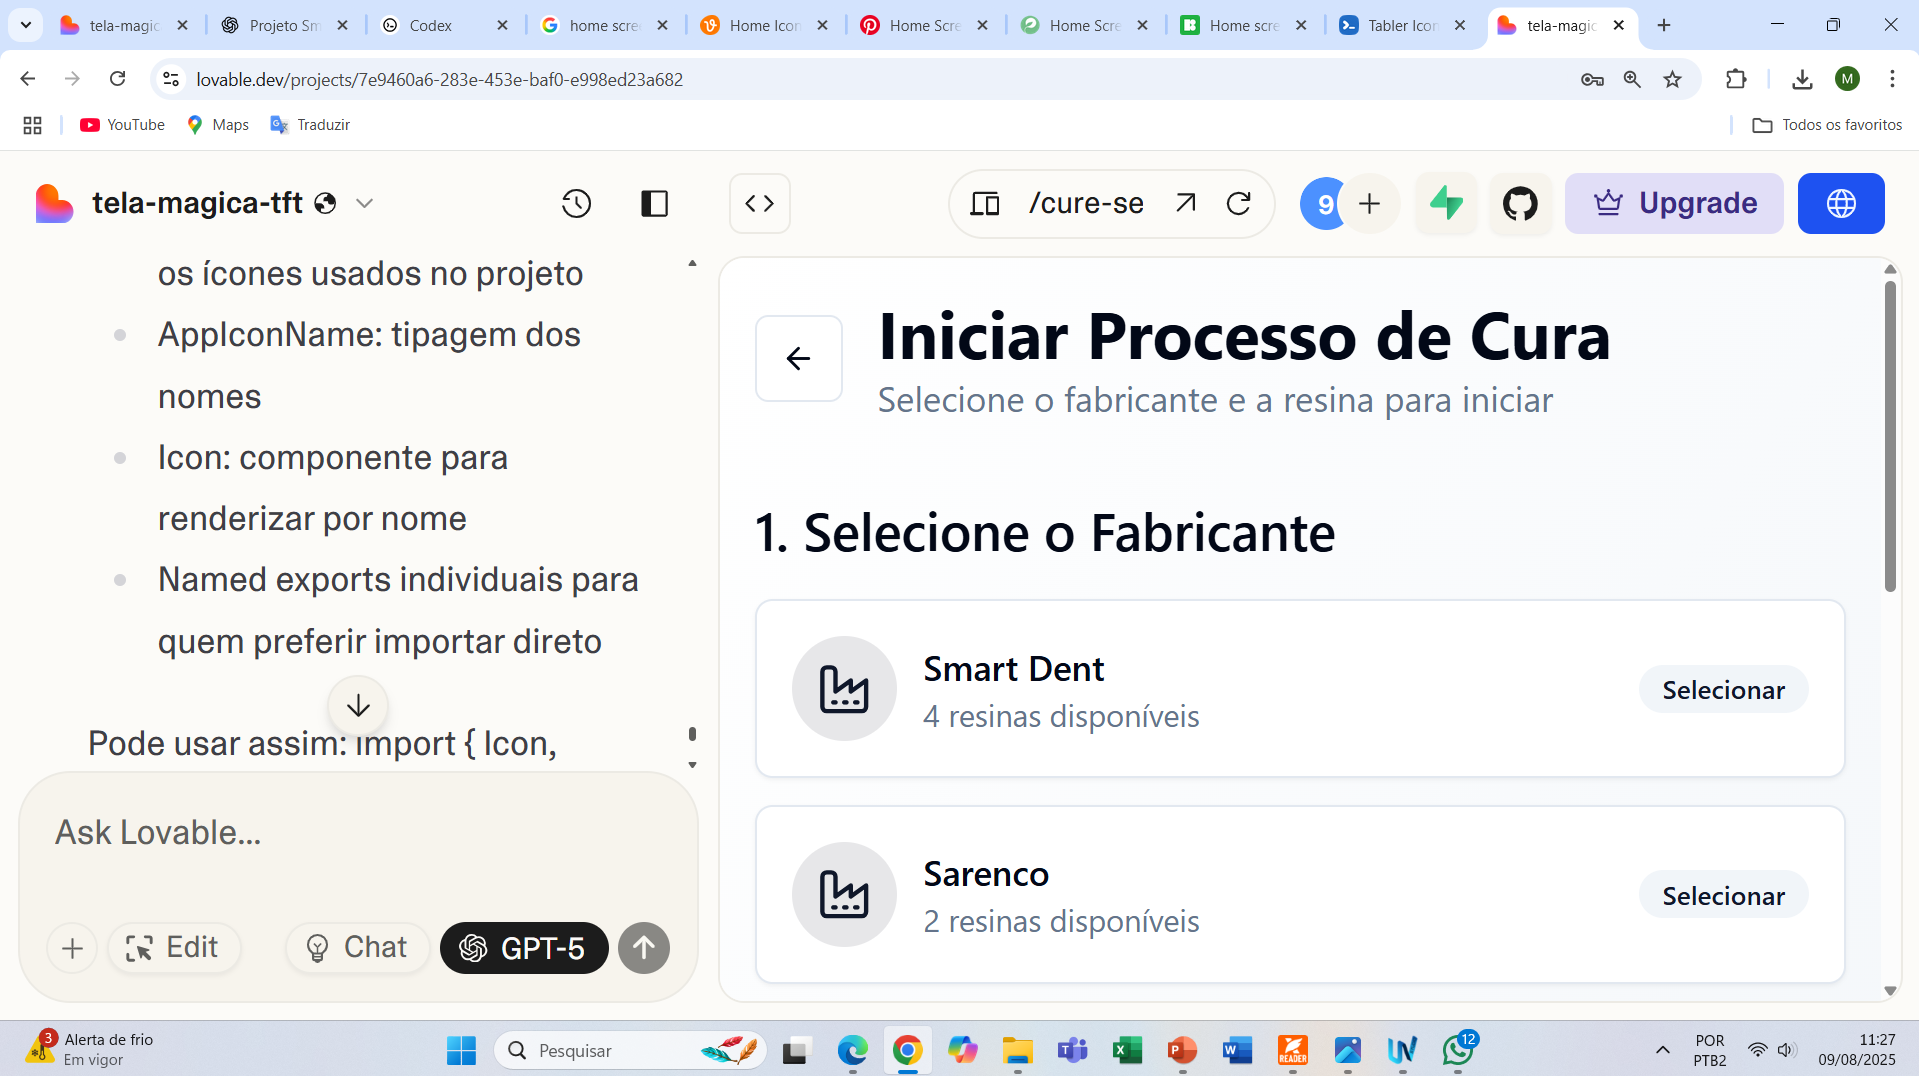 tela-magic
Projeto Sm
Codex
home scre
Home Icon
Home Scre
Home Scre
Home scre
Tabler Icon
tela-magic
lovable.dev/projects/7e9460a6-283e-453e-baf0-e998ed23a682
M
YouTube
Maps
Traduzir
Todos os favoritos
tela-magica-tft
/cure-se
9
Upgrade
os ícones usados no projeto
AppIconName: tipagem dos
nomes
Icon: componente para
renderizar por nome
Named exports individuais para
quem preferir importar direto
Pode usar assim: import { Icon,
Ask Lovable...
Edit
Chat
GPT-5
Iniciar Processo de Cura
Selecione o fabricante e a resina para iniciar
1. Selecione o Fabricante
Smart Dent
4 resinas disponíveis
Selecionar
Sarenco
2 resinas disponíveis
Selecionar
3
Alerta de frio
Em vigor
Pesquisar
READER
12
POR
PTB2
11:27
09/08/2025